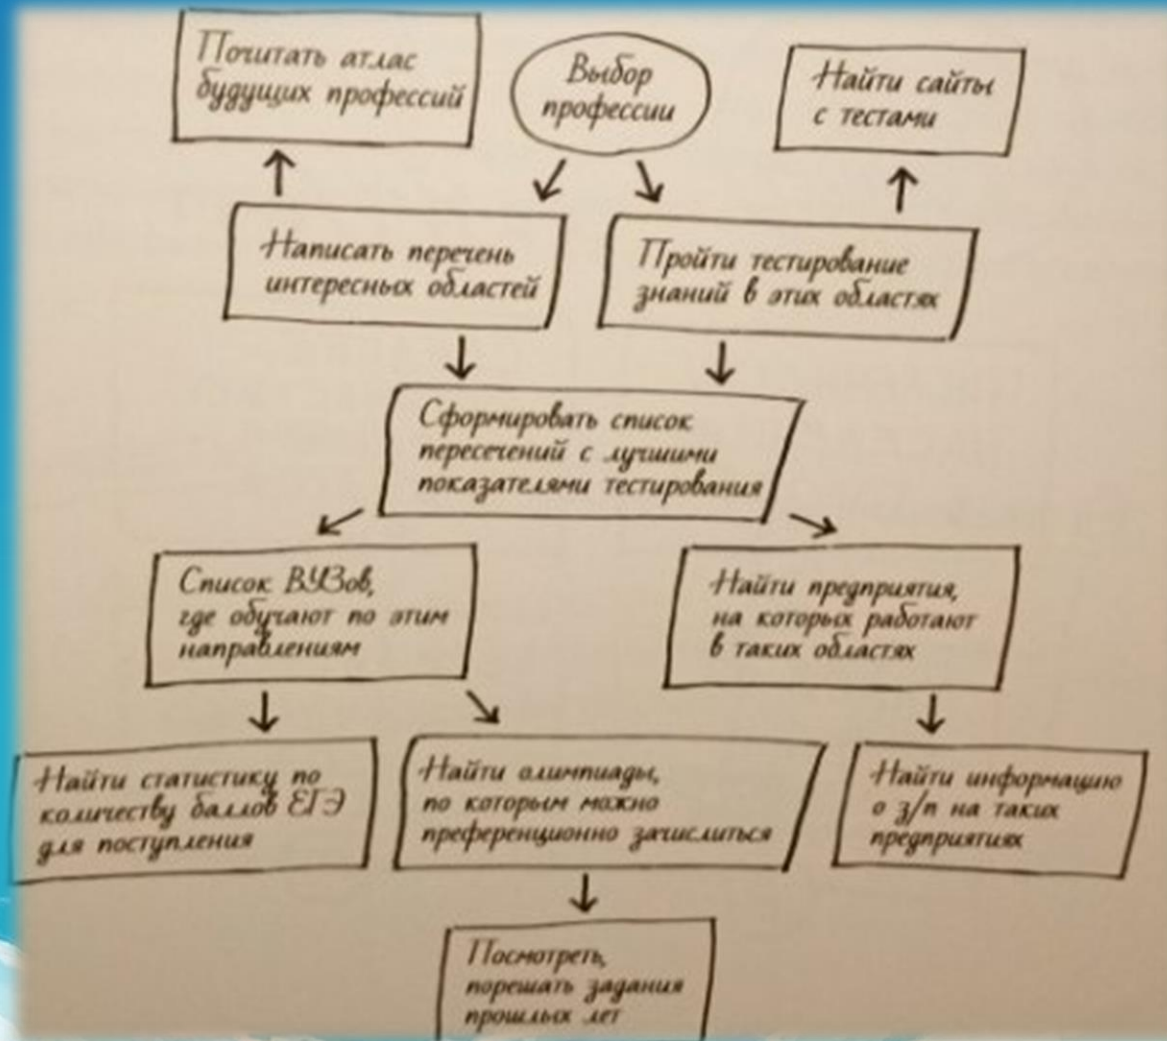 Почитать атлас
будущих профессий
Выбор
профессии
Найти сайты
с тестами
Написать перечень
интересных областей
Пройти тестирование
знаний в этих областях
Сформировать список
пересечений с лучшими
показателями тестирования
Список ВУЗов,
где обучают по этим
направлениям
Найти предприятия,
на которых работают
в таких областях
Найти статистику по
количеству баллов ЕГЭ
для поступления
Найти олимпиады,
по которым можно
преференционно зачислиться
Найти информацию
о з/п на таких
предприятиях
Посмотреть,
порешать задания
прошлых лет